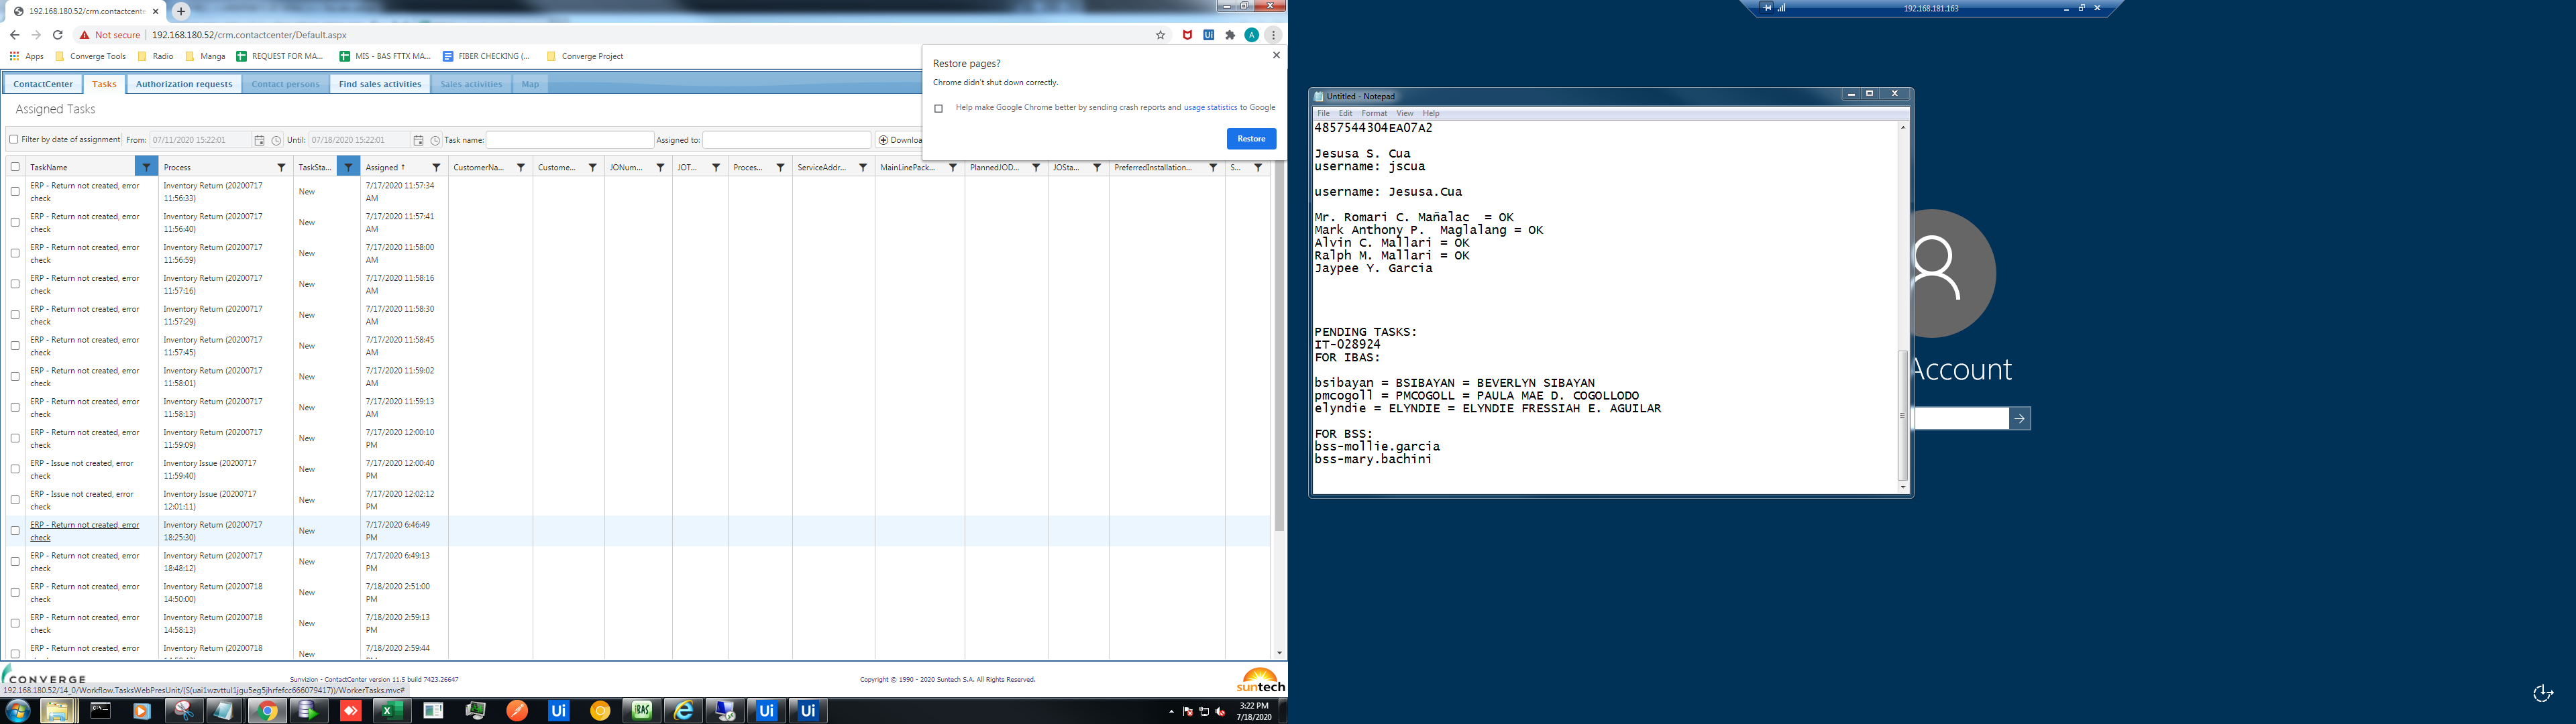 192.168.180.52/crm.contactcente
Not secure | 192.168.180.52/crm.contactcenter/Default.aspx
Apps Converge Tools Radio Manga REQUEST FOR MA... MIS - BAS FTTX MA... FIBER CHECKING (... Converge Project
Restore pages?
Chrome didn't shut down correctly.
Help make Google Chrome better by sending crash reports and usage statistics to Google
Restore
ContactCenter Tasks Authorization requests Contact persons Find sales activities Sales activities Map
Assigned Tasks
Filter by date of assignment From: 07/11/2020 15:22:01 Until: 07/18/2020 15:22:01 Task name: Assigned to: Downloa
TaskName Process TaskSta... Assigned ↑ CustomerNa... Custome... JONum... JOT... Proces... ServiceAddr... MainLinePack... PlannedJOD... JOSta... PreferredInstallation... S...
ERP - Return not created, error check Inventory Return (20200717 11:56:33) New 7/17/2020 11:57:34 AM
ERP - Return not created, error check Inventory Return (20200717 11:56:40) New 7/17/2020 11:57:41 AM
ERP - Return not created, error check Inventory Return (20200717 11:56:59) New 7/17/2020 11:58:00 AM
ERP - Return not created, error check Inventory Return (20200717 11:57:16) New 7/17/2020 11:58:16 AM
ERP - Return not created, error check Inventory Return (20200717 11:57:29) New 7/17/2020 11:58:30 AM
ERP - Return not created, error check Inventory Return (20200717 11:57:45) New 7/17/2020 11:58:45 AM
ERP - Return not created, error check Inventory Return (20200717 11:58:01) New 7/17/2020 11:59:02 AM
ERP - Return not created, error check Inventory Return (20200717 11:58:13) New 7/17/2020 11:59:13 AM
ERP - Return not created, error check Inventory Return (20200717 11:59:09) New 7/17/2020 12:00:10 PM
ERP - Issue not created, error check Inventory Issue (20200717 11:59:40) New 7/17/2020 12:00:40 PM
ERP - Issue not created, error check Inventory Issue (20200717 12:01:11) New 7/17/2020 12:02:12 PM
ERP - Return not created, error check Inventory Return (20200717 18:25:30) New 7/17/2020 6:46:49 PM
ERP - Return not created, error check Inventory Return (20200717 18:48:12) New 7/17/2020 6:49:13 PM
ERP - Return not created, error check Inventory Return (20200718 14:50:00) New 7/18/2020 2:51:00 PM
ERP - Return not created, error check Inventory Return (20200718 14:58:13) New 7/18/2020 2:59:13 PM
ERP - Return not created, error Inventory Return (20200718 New 7/18/2020 2:59:44
CONVERGE
Sunvizion - ContactCenter version 11.5 build 7423.26647 Copyright © 1990 - 2020 Suntech S.A. All Rights Reserved.
suntech
192.168.180.52/14_0/Workflow.TasksWebPresUnit/(S(uai1wzvttul1jgu5eg5jhrfefcc666079417))/WorkerTasks.mvc#
3:22 PM
7/18/2020
192.168.181.163
Untitled - Notepad
File Edit Format View Help
4857544304EA07A2
Jesusa S. Cua
username: jscua
username: Jesusa.Cua
Mr. Romari C. Mañalac = OK
Mark Anthony P. Maglalang = OK
Alvin C. Mallari = OK
Ralph M. Mallari = OK
Jaypee Y. Garcia
PENDING TASKS:
IT-028924
FOR IBAS:
bsibayan = BSIBAYAN = BEVERLYN SIBAYAN
pmcogoll = PMCOGOLL = PAULA MAE D. COGOLLODO
elyndie = ELYNDIE = ELYNDIE FRESSIAH E. AGUILAR
FOR BSS:
bss-mollie.garcia
bss-mary.bachini
Account